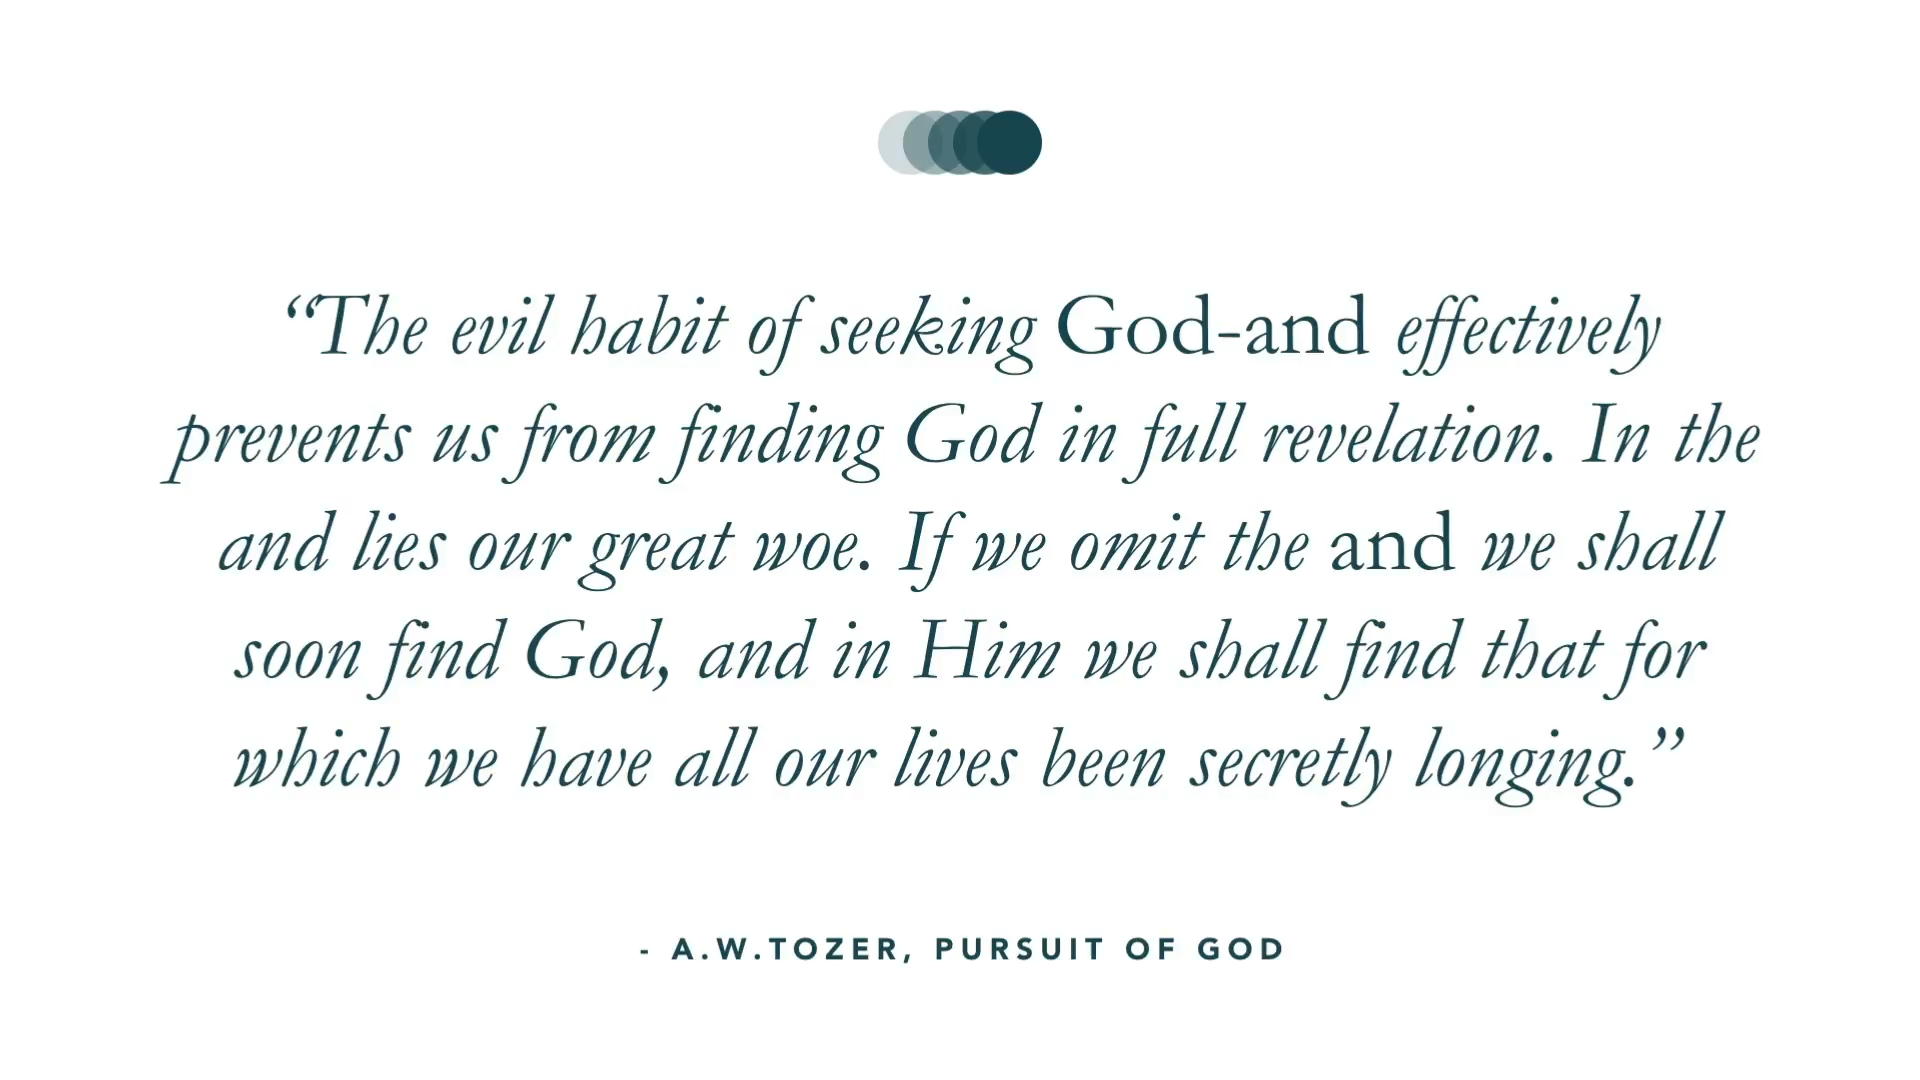 “The evil habit of seeking God-and effectively
prevents us from finding God in full revelation. In the
and lies our great woe. If we omit the and we shall
soon find God, and in Him we shall find that for
which we have all our lives been secretly longing.”
- A.W.TOZER, PURSUIT OF GOD